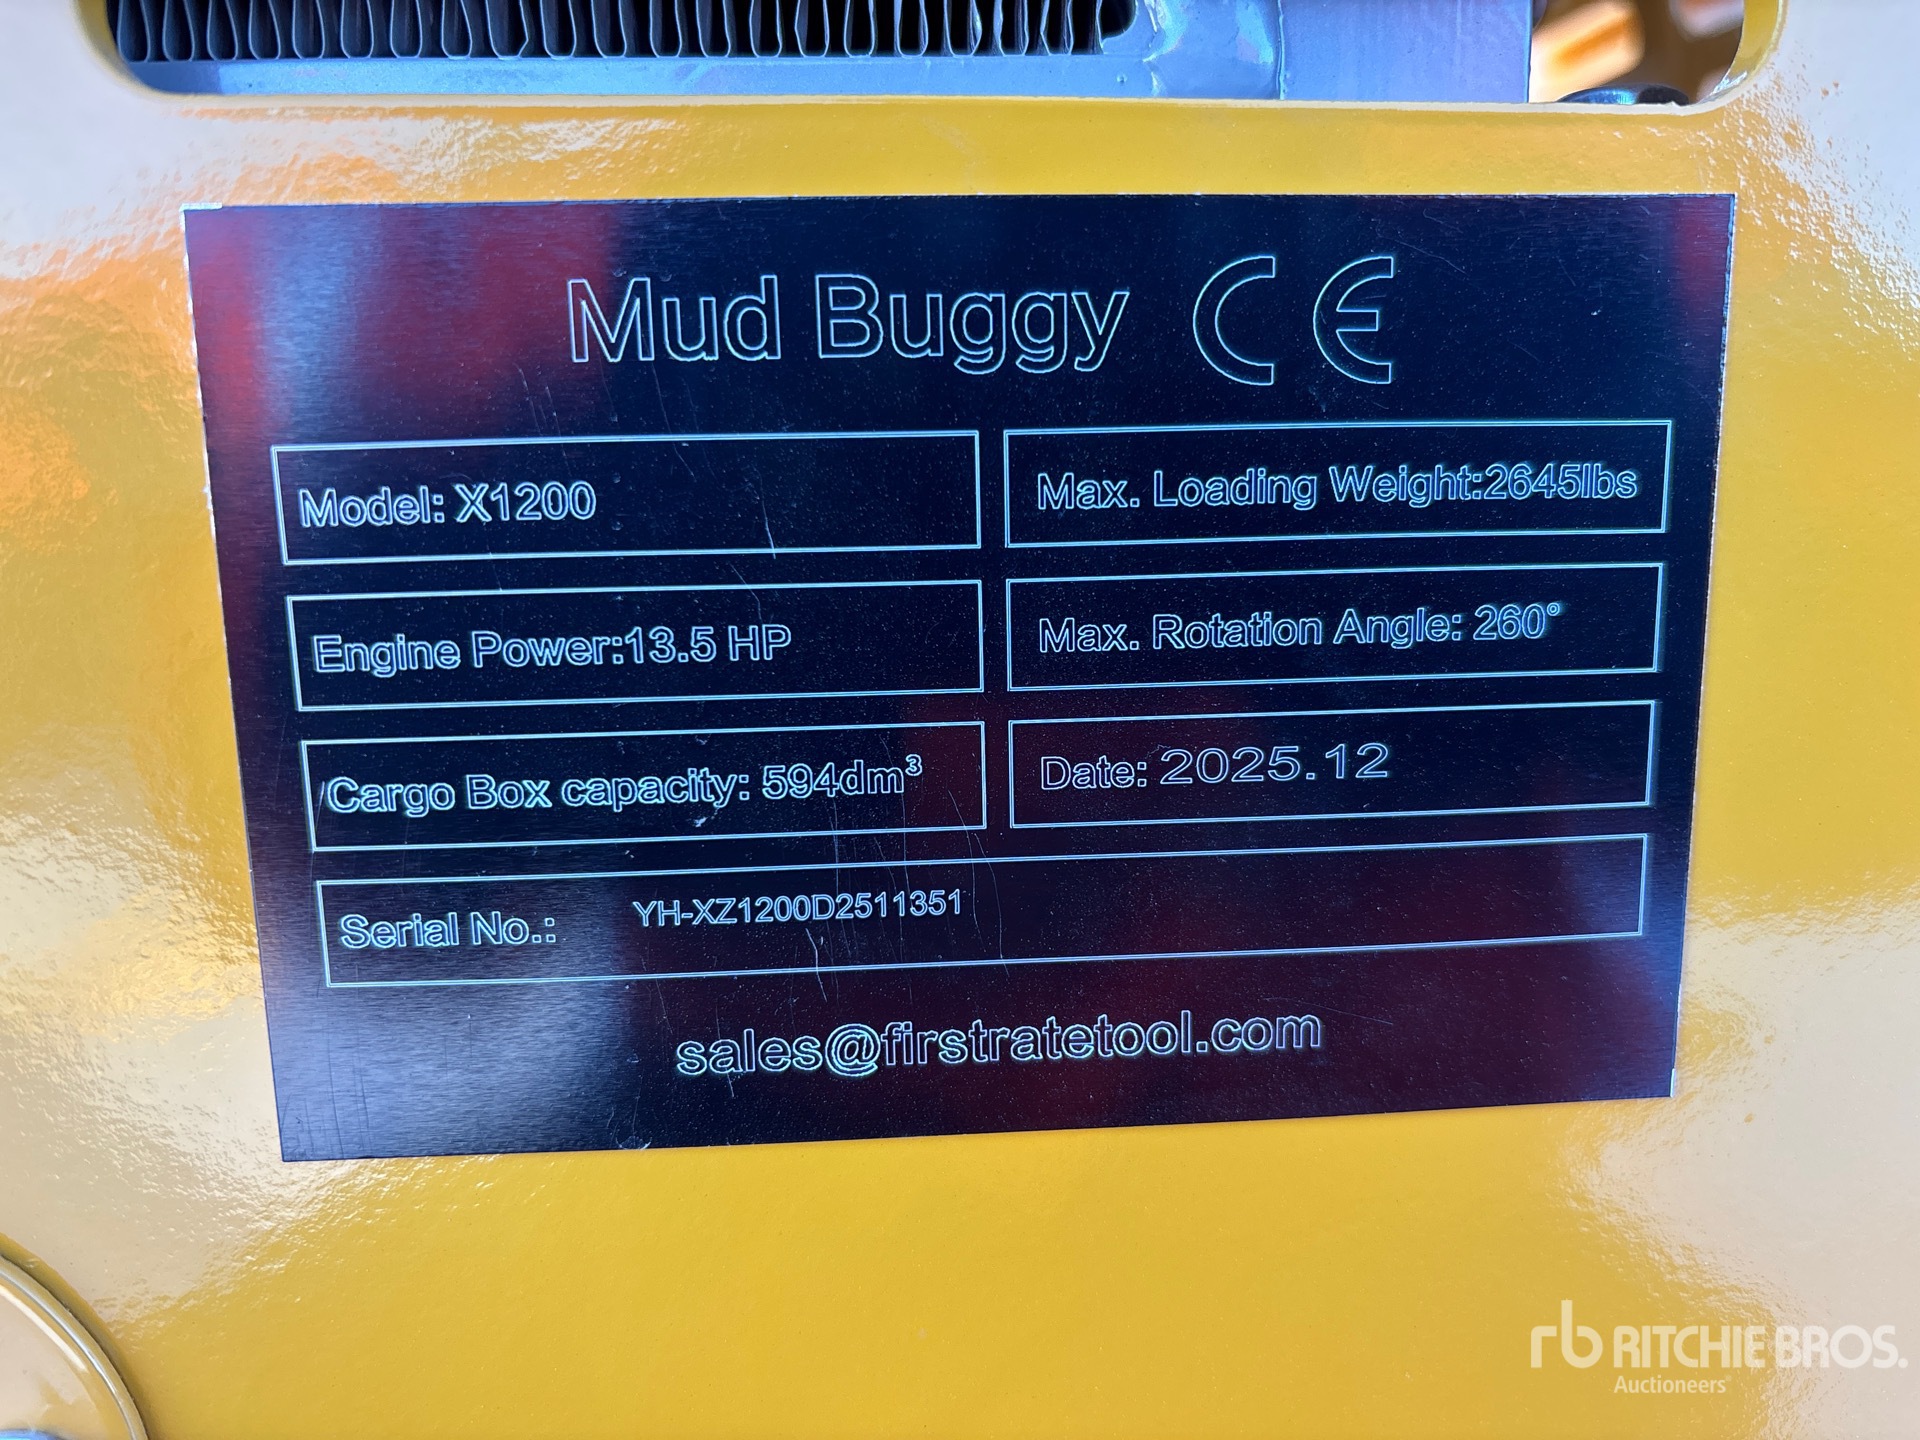 Mud Buggy CE
Model: X1200
Max. Loading Weight:2645lbs
Engine Power:13.5 HP
Max. Rotation Angle: 260°
Cargo Box capacity: 594dm³
Date: 2025.12
Serial No.: YH-XZ1200D2511351
sales@firstratetool.com
rb RITCHIE BROS.
Auctioneers